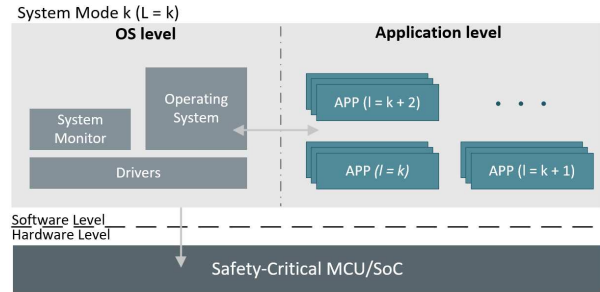 System Mode k (L = k)
OS level
Application level
System
Monitor
Operating
System
Drivers
APP (l = k + 2)
. . .
APP (l = k)
APP (l = k + 1)
Software Level
Hardware Level
Safety-Critical MCU/SoC